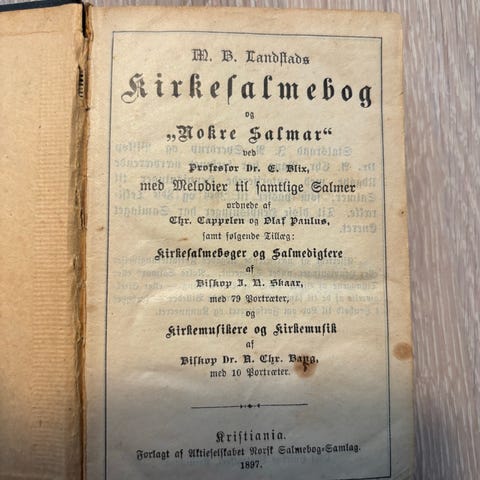 M. B. Landstads
Kirkesalmebog
og
„Nokre Salmar“
ved
Professor Dr. E. Blix,
med Melodier til samtlige Salmer
ordnede af
Chr. Cappelen og Olaf Paulus,
samt følgende Tillæg:
Kirkesalmebøger og Salmedigtere
af
Biskop J. N. Skaar,
med 79 Portræter,
og
Kirkemusikere og Kirkemusik
af
Biskop Dr. A. Chr. Bang,
med 10 Portræter.
Kristiania.
Forlagt af Aktieselskabet Norsk Salmebog-Samlag.
1897.